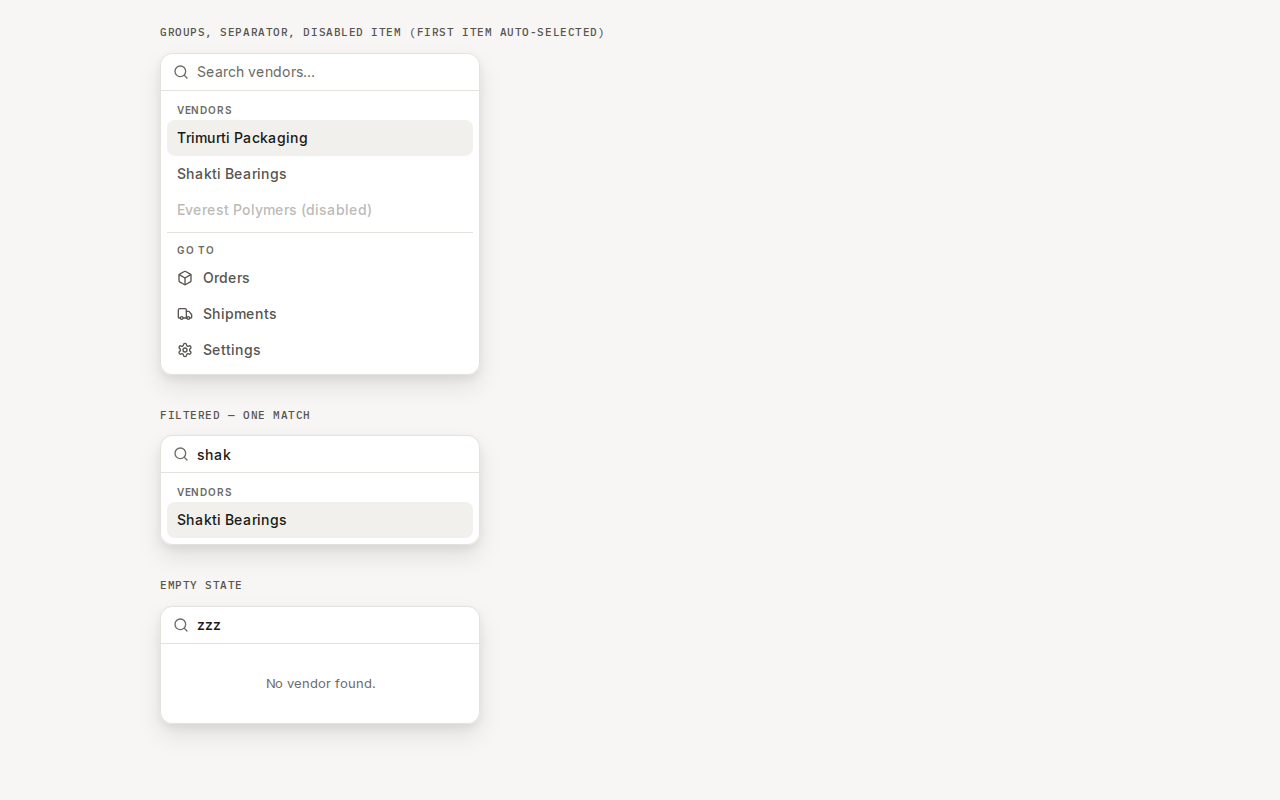 GROUPS, SEPARATOR, DISABLED ITEM (FIRST ITEM AUTO-SELECTED)
Search vendors...
VENDORS
Trimurti Packaging
Shakti Bearings
Everest Polymers (disabled)
GO TO
Orders
Shipments
Settings
FILTERED — ONE MATCH
shak
VENDORS
Shakti Bearings
EMPTY STATE
zzz
No vendor found.